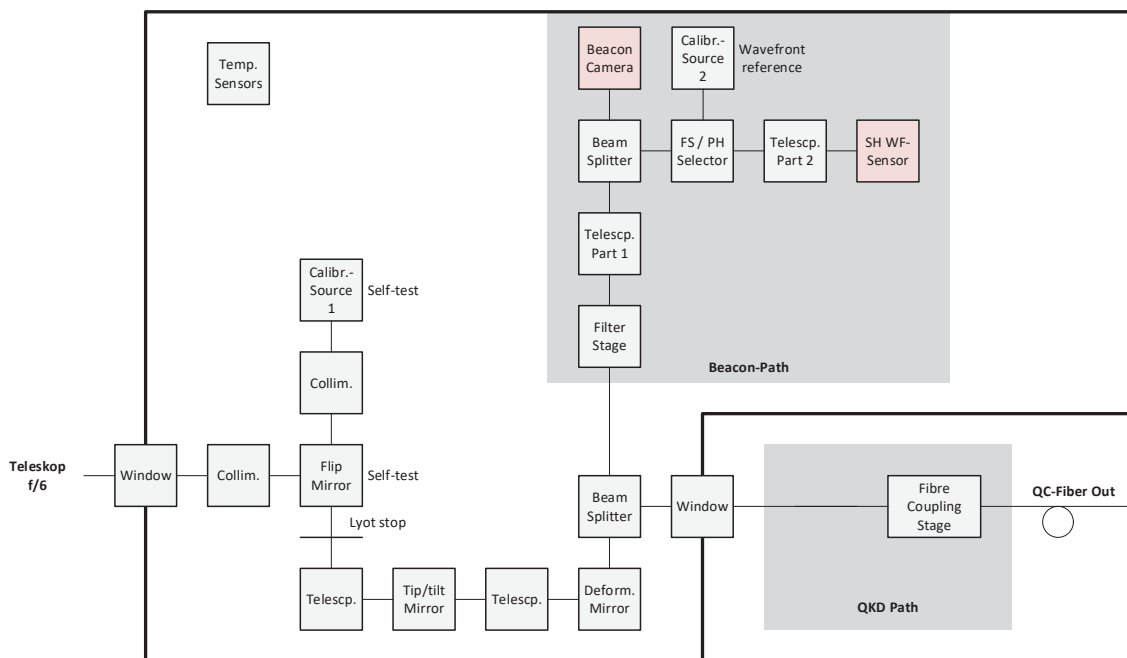 Beacon
Camera
Calibr.-
Source
2
Wavefront
reference
Temp.
Sensors
Beam
Splitter
FS / PH
Selector
Telescp.
Part 2
SH WF-
Sensor
Telescp.
Part 1
Calibr.-
Source
1
Self-test
Filter
Stage
Beacon-Path
Collim.
Teleskop
f/6
Window
Collim.
Flip
Mirror
Self-test
Beam
Splitter
Window
Fibre
Coupling
Stage
QC-Fiber Out
Lyot stop
Telescp.
Tip/tilt
Mirror
Telescp.
Deform.
Mirror
QKD Path